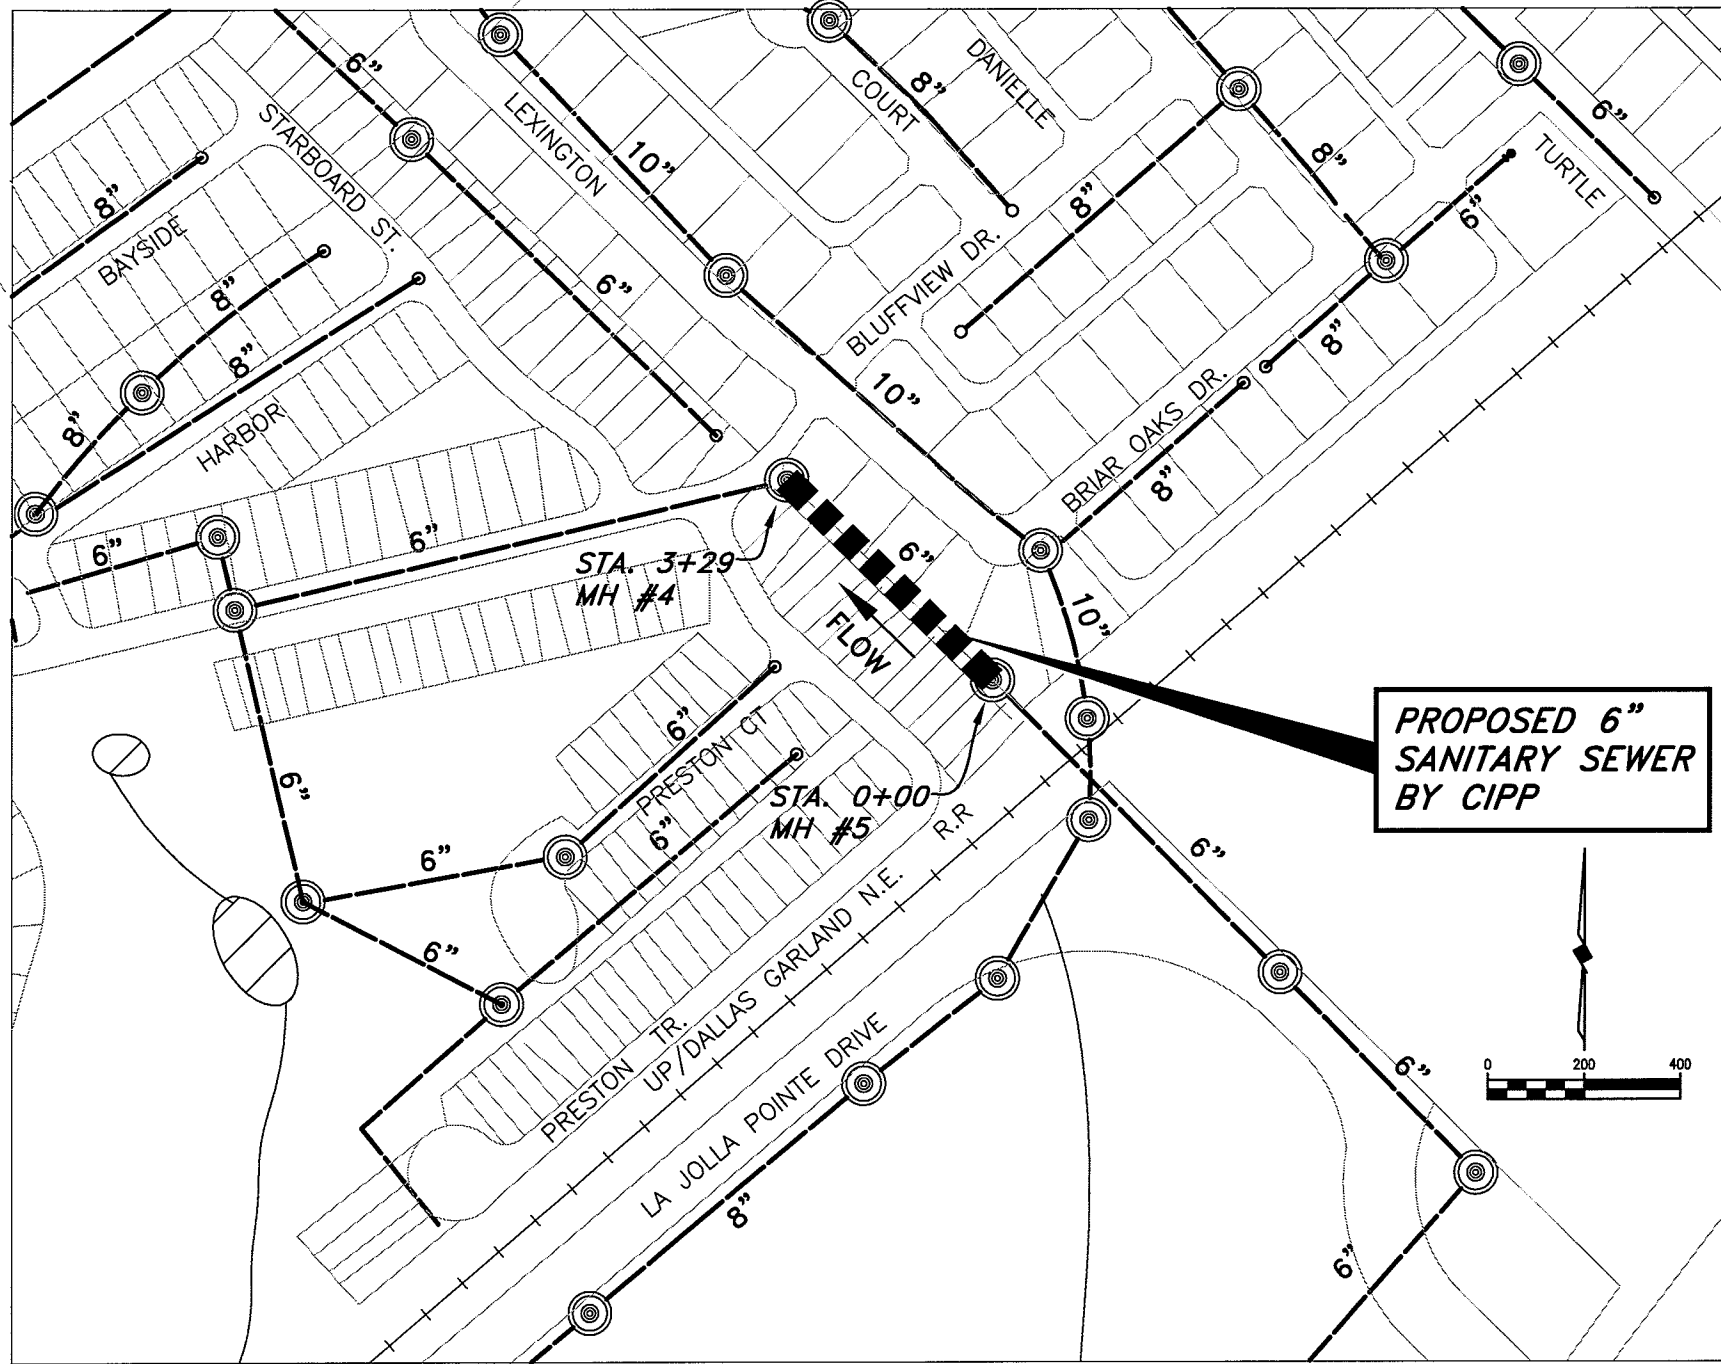 6"
8"
DANIELLE
COURT
LEXINGTON
STARBOARD ST.
10"
8"
6"
TURTLE
8"
BAYSIDE
8"
6"
8"
6"
BLUFFVIEW DR.
8"
8"
8"
HARBOR
10"
BRIAR OAKS DR.
8"
6"
6"
STA. 3+29
MH #4
6"
FLOW
10"
PROPOSED 6"
SANITARY SEWER
BY CIPP
6"
PRESTON CT
6"
6"
STA. 0+00
MH #5
R.R
6"
6"
6"
UP/DALLAS GARLAND N.E.
PRESTON TR.
LA JOLLA POINTE DRIVE
8"
6"
6"
0 200 400